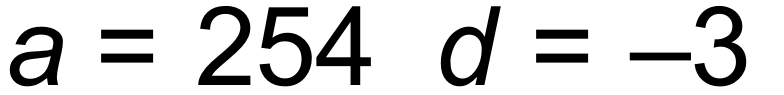 a = 254 d = –3